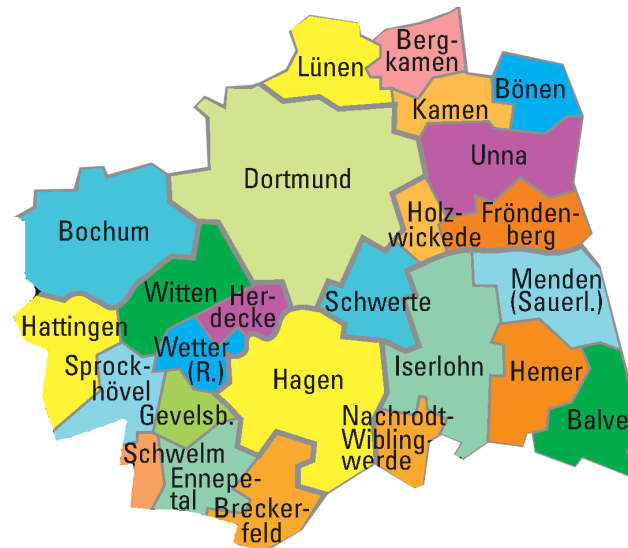 Berg-
kamen
Lünen
Bönen
Kamen
Unna
Dortmund
Holz-
wickede
Frönden-
berg
Bochum
Witten
Her-
decke
Schwerte
Menden
(Sauerl.)
Hattingen
Wetter
(R.)
Sprock-
hövel
Hagen
Iserlohn
Hemer
Gevelsb.
Nachrodt-
Wibling-
werde
Balve
Schwelm
Ennepe-
tal
Brecker-
feld